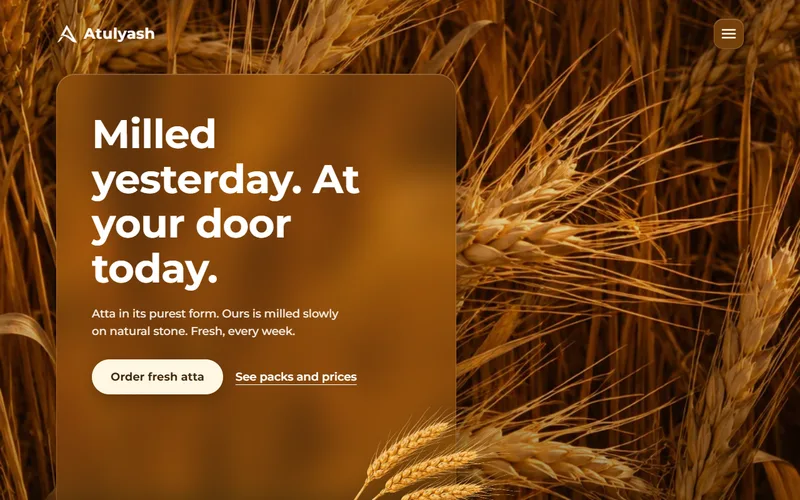 Atulyash
Milled
yesterday. At
your door
today.
Atta in its purest form. Ours is milled slowly
on natural stone. Fresh, every week.
Order fresh atta
See packs and prices